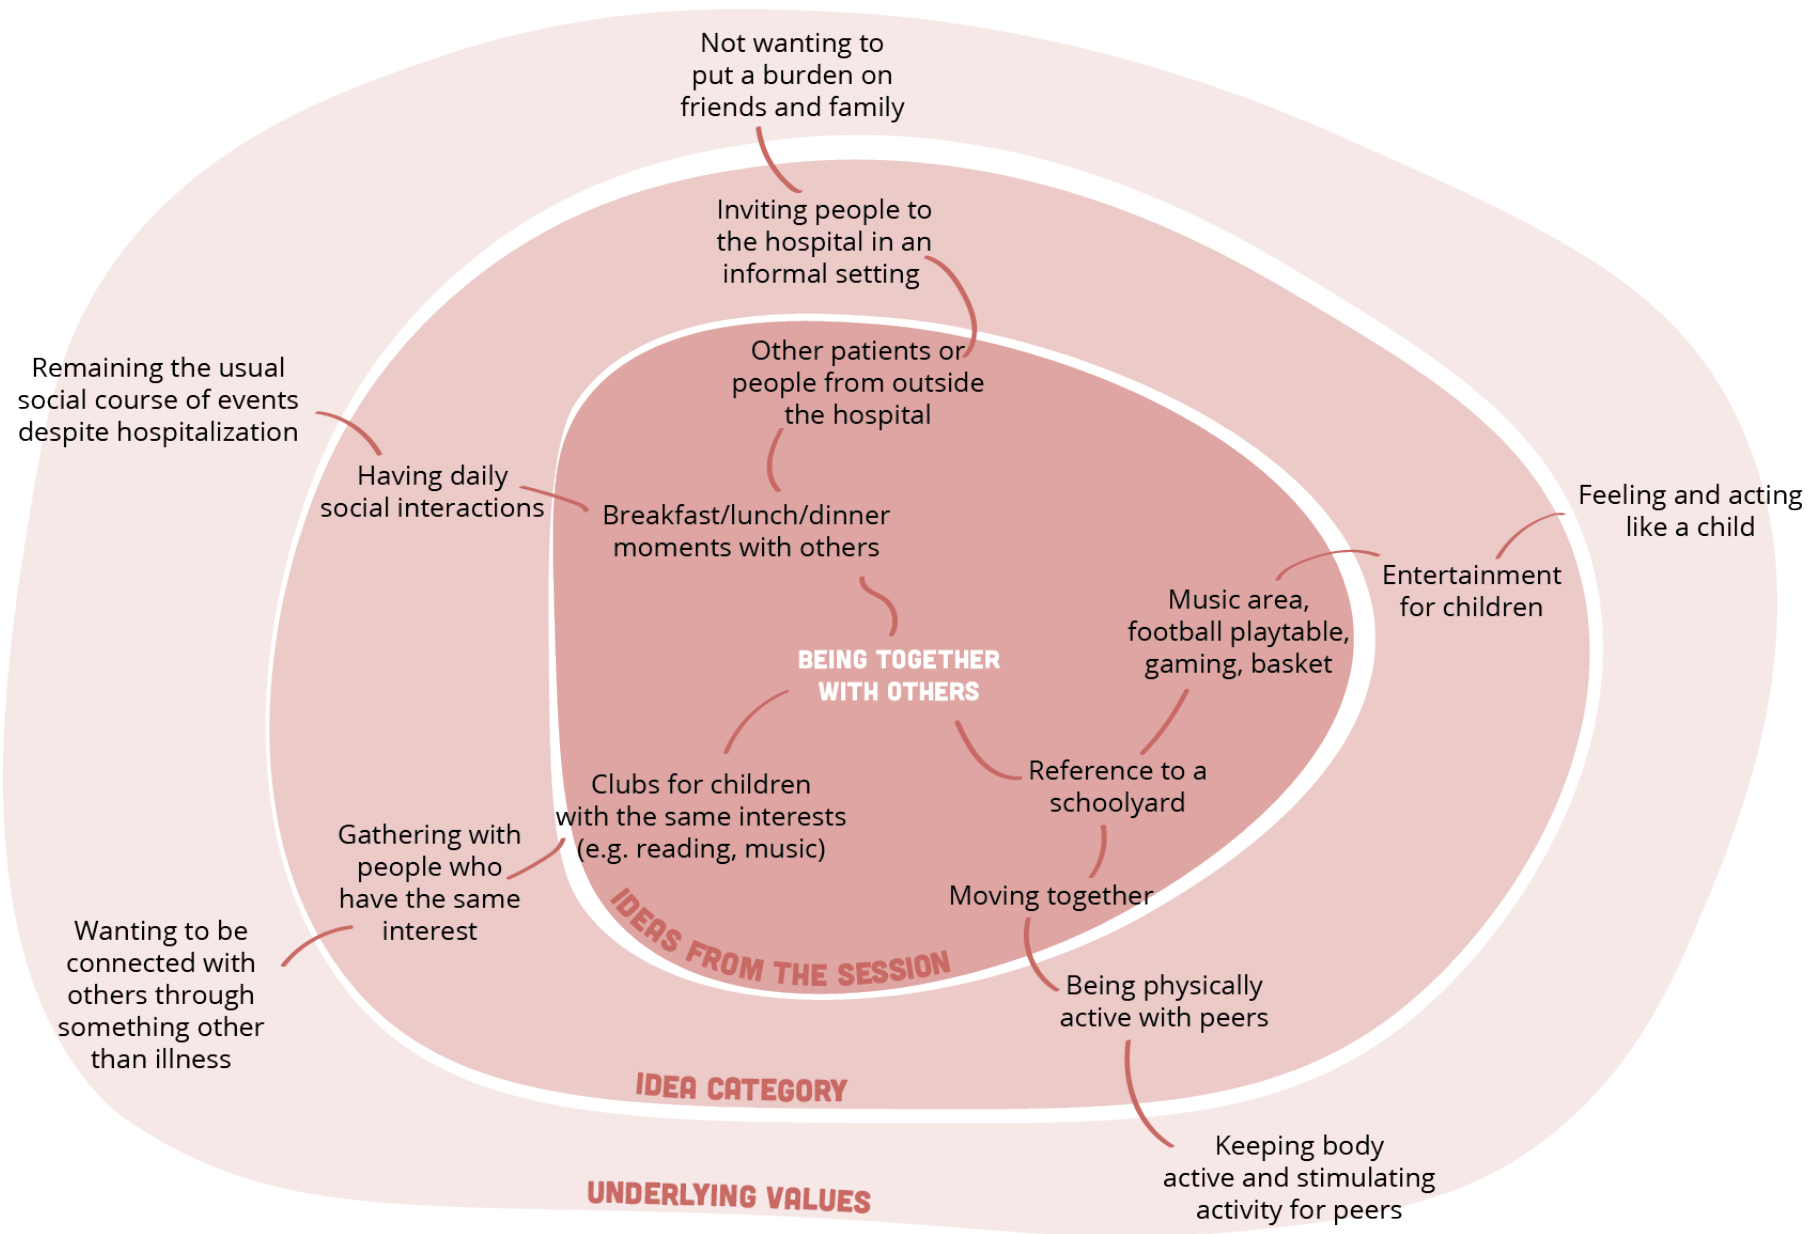 Not wanting to
put a burden on
friends and family
Inviting people to
the hospital in an
informal setting
Other patients or
people from outside
the hospital
Remaining the usual
social course of events
despite hospitalization
Having daily
social interactions
Breakfast/lunch/dinner
moments with others
Feeling and acting
like a child
Entertainment
for children
Music area,
football playtable,
gaming, basket
BEING TOGETHER
WITH OTHERS
Reference to a
schoolyard
Clubs for children
with the same interests
(e.g. reading, music)
Gathering with
people who
have the same
interest
Moving together
Wanting to be
connected with
others through
something other
than illness
IDEAS FROM THE SESSION
Being physically
active with peers
IDEA CATEGORY
Keeping body
active and stimulating
activity for peers
UNDERLYING VALUES